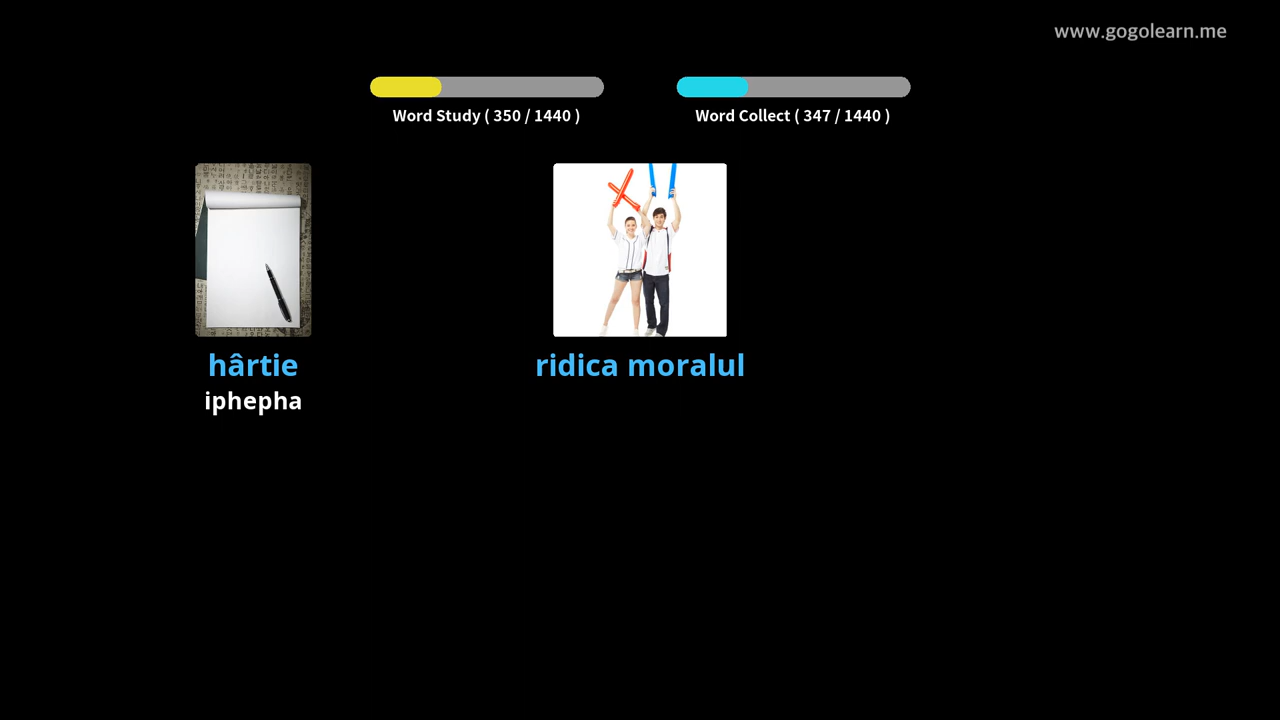 www.gogolearn.me
Word Study ( 350 / 1440 )
Word Collect ( 347 / 1440 )
hârtie
iphepha
ridica moralul